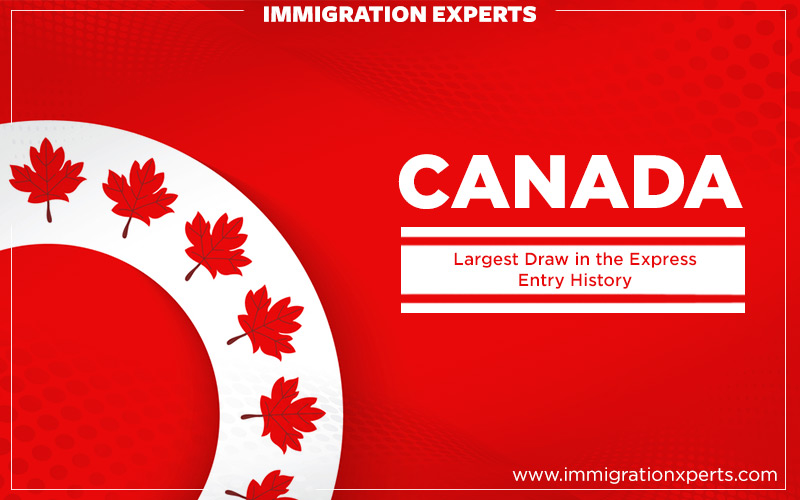 IMMIGRATION EXPERTS
CANADA
Largest Draw in the Express
Entry History
www.immigrationxperts.com